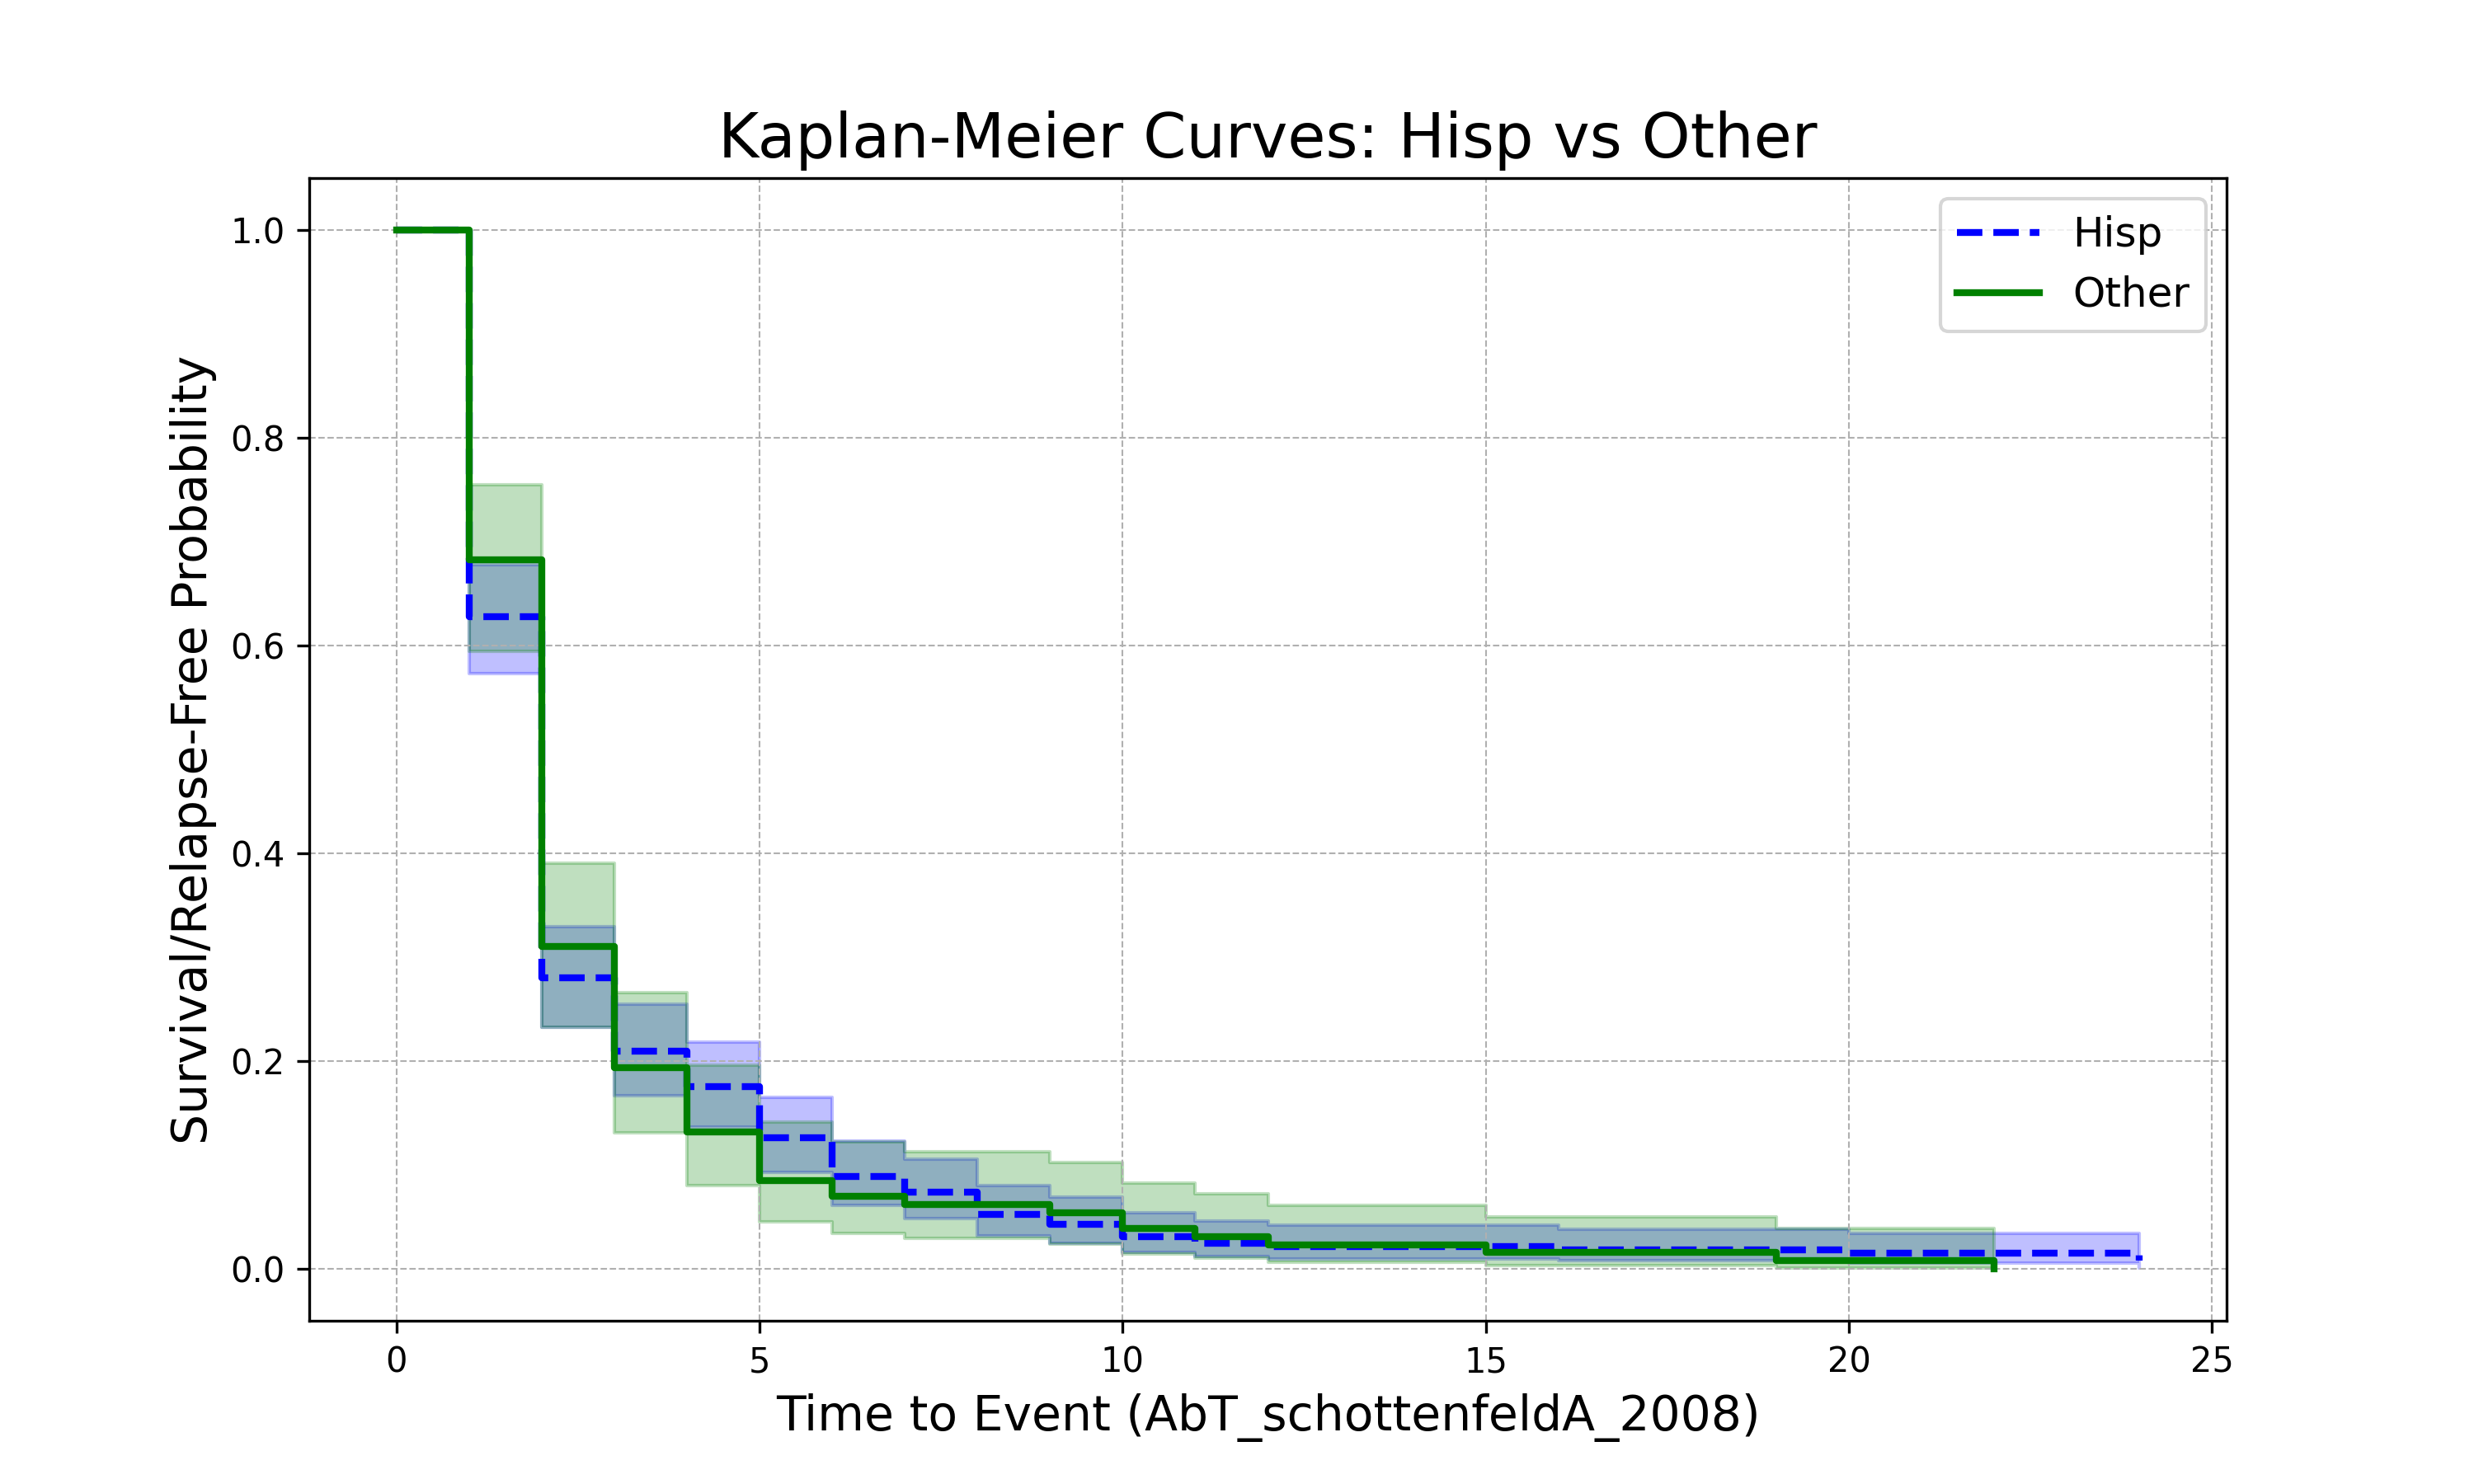 Kaplan-Meier Curves: Hisp vs Other
Hisp
Other
Survival/Relapse-Free Probability
1.0
0.8
0.6
0.4
0.2
0.0
0 5 10 15 20 25
Time to Event (AbT_schottenfeldA_2008)